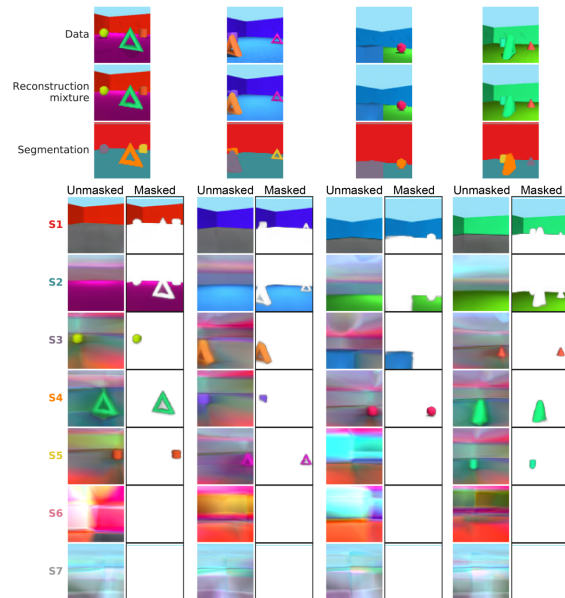 Data
Reconstruction
mixture
Segmentation
Unmasked Masked Unmasked Masked Unmasked Masked Unmasked Masked
S1
S2
S3
S4
S5
S6
S7